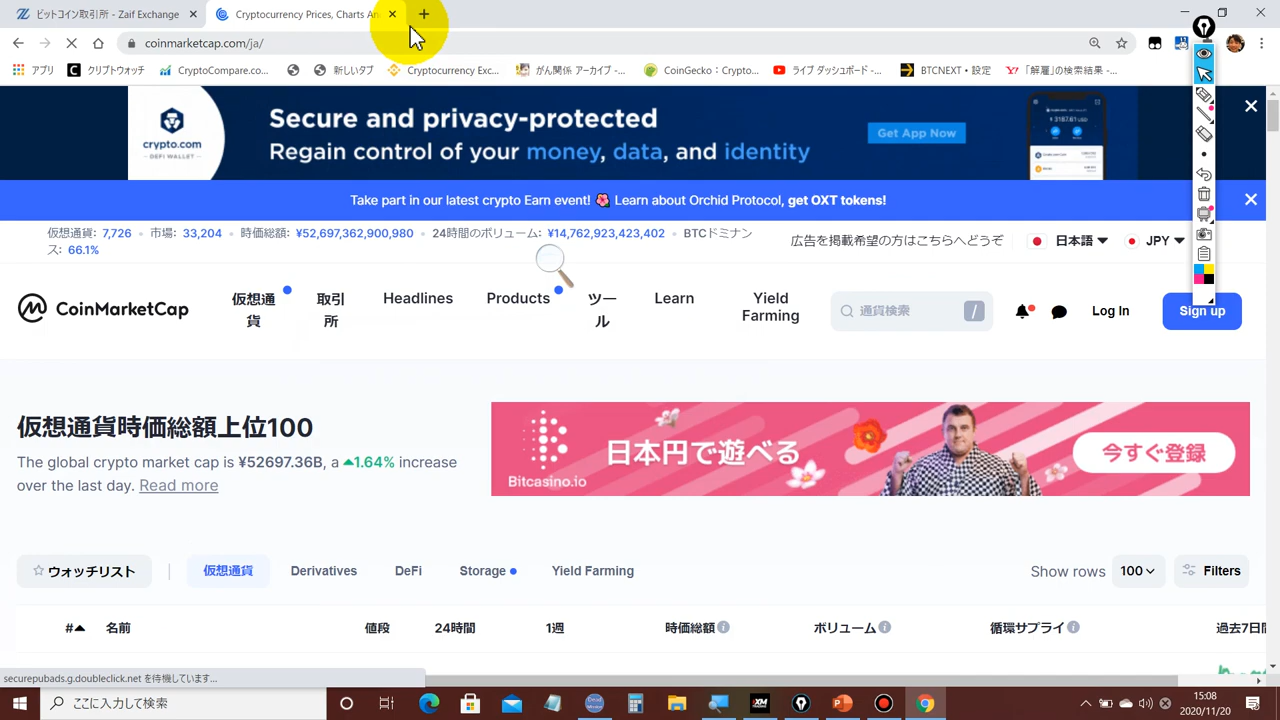 ビットコイン取引所 - Zaif Exchange
Cryptocurrency Prices, Charts An
coinmarketcap.com/ja/
アプリ
クリプトウォッチ
CryptoCompare.co...
新しいタブ
Cryptocurrency Exc...
がん関係 アーカイブ -...
CoinGecko: Crypto...
ライブ ダッシュボード -...
BTCNEXT・設定
「解雇」の検索結果 -...
crypto.com
DEFI WALLET
Secure and privacy-protected
Regain control of your money, data, and identity
Get App Now
Take part in our latest crypto Earn event! 🌺 Learn about Orchid Protocol, get OXT tokens!
仮想通貨: 7,726 • 市場: 33,204 • 時価総額: ¥52,697,362,900,980 • 24時間のボリューム: ¥14,762,923,423,402 • BTCドミナン
ス: 66.1%
広告を掲載希望の方はこちらへどうぞ
日本語
JPY
CoinMarketCap
仮想通
貨
取引
所
Headlines
Products
ツー
ル
Learn
Yield
Farming
通貨検索
/
Log In
Sign up
仮想通貨時価総額上位100
The global crypto market cap is ¥52697.36B, a ▲1.64% increase
over the last day. Read more
Bitcasino.io
日本円で遊べる
今すぐ登録
ウォッチリスト
仮想通貨
Derivatives
DeFi
Storage
Yield Farming
Show rows
100
Filters
#▲ 名前 値段 24時間 1週 時価総額 ボリューム 循環サプライ 過去7日間
securepubads.g.doubleclick.net を待機しています...
ここに入力して検索
15:08
2020/11/20